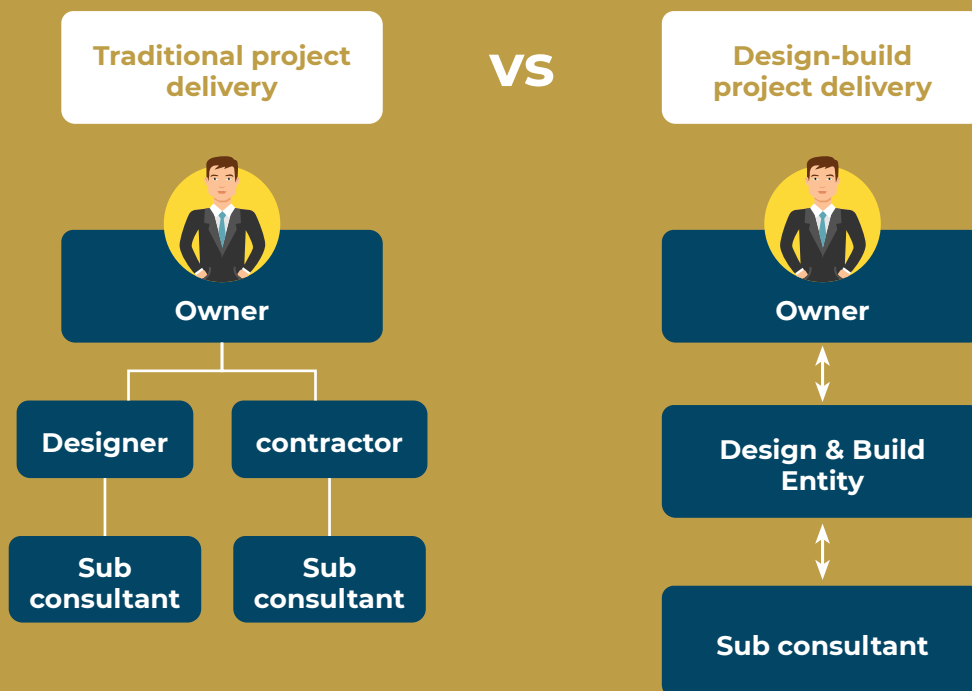 Traditional project
delivery
vs
Design-build
project delivery
Owner
Designer
contractor
Sub
consultant
Sub
consultant
Owner
Design & Build
Entity
Sub consultant